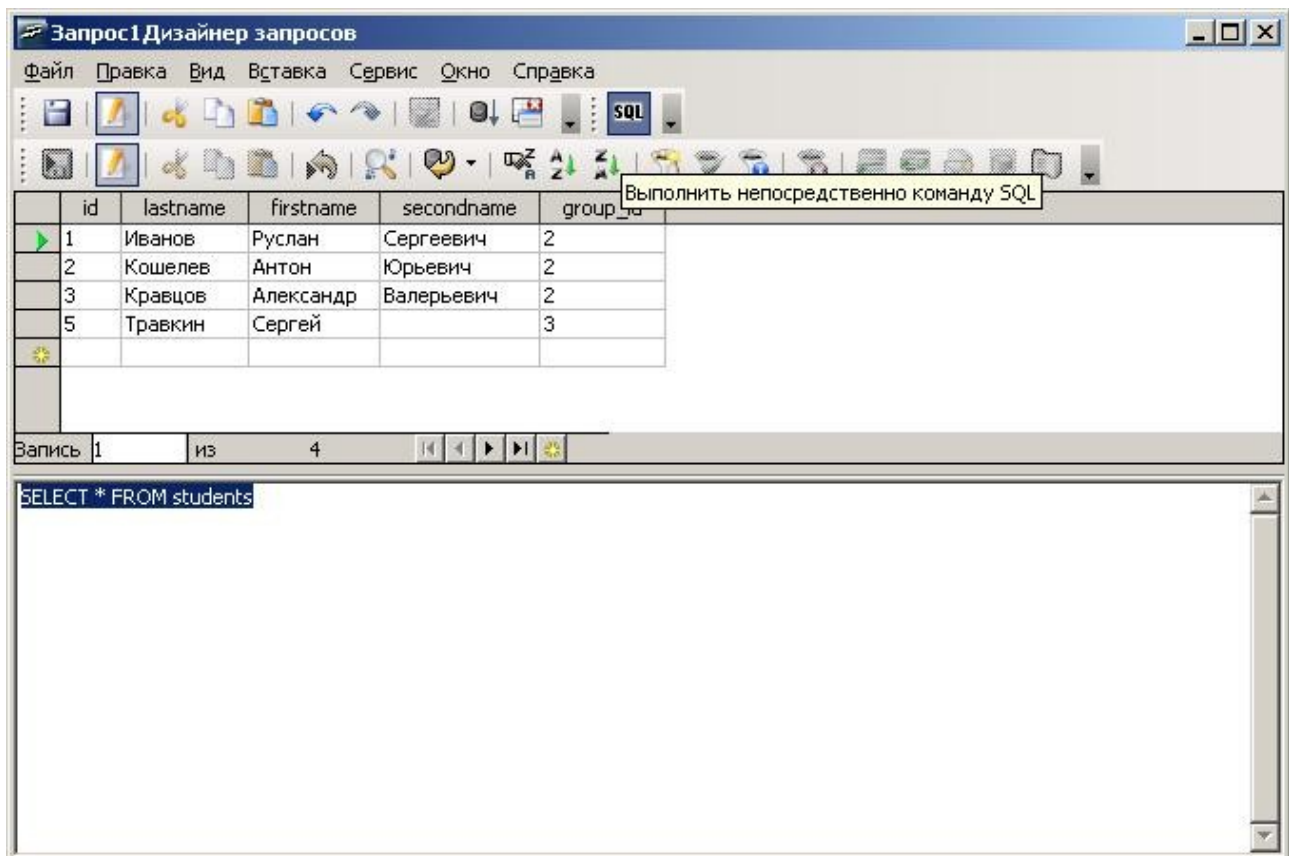 Запрос1Дизайнер запросов
Файл Правка Вид Вставка Сервис Окно Справка
SQL
Выполнить непосредственно команду SQL
id lastname firstname secondname group_id
1 Иванов Руслан Сергеевич 2
2 Кошелев Антон Юрьевич 2
3 Кравцов Александр Валерьевич 2
5 Травкин Сергей 3
Запись 1 из 4
SELECT * FROM students